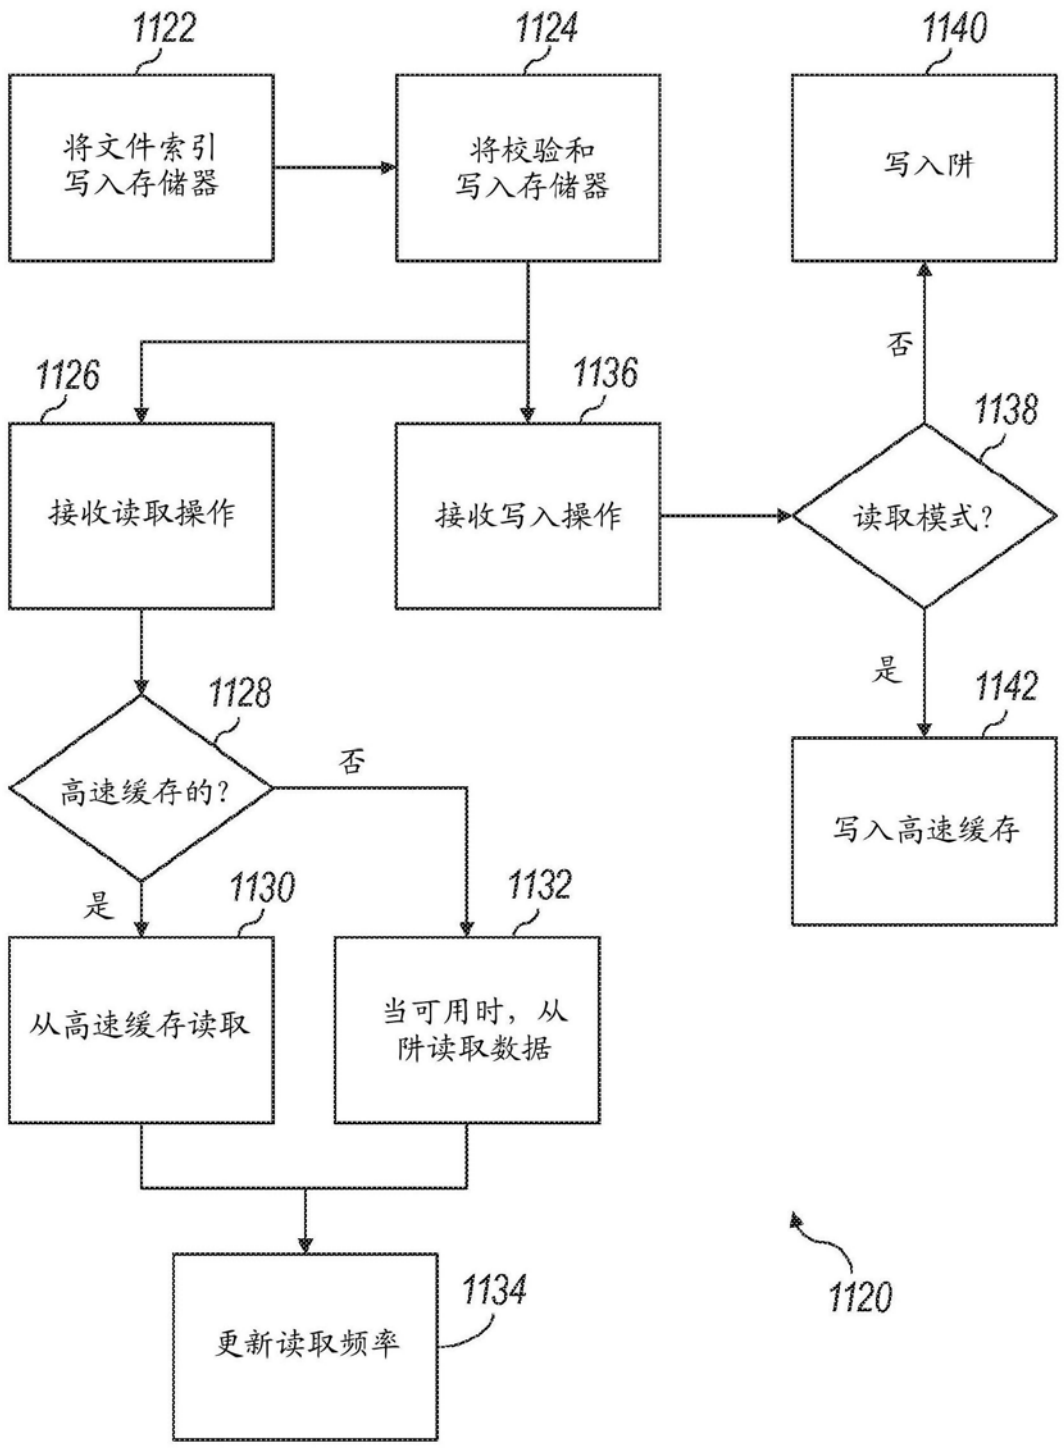 1122
将文件索引
写入存储器
1124
将校验和
写入存储器
1140
写入阱
否
1126
接收读取操作
1136
接收写入操作
1138
读取模式?
是
1142
写入高速缓存
1128
高速缓存的?
否
是
1130
从高速缓存读取
1132
当可用时，从
阱读取数据
1134
更新读取频率
1120